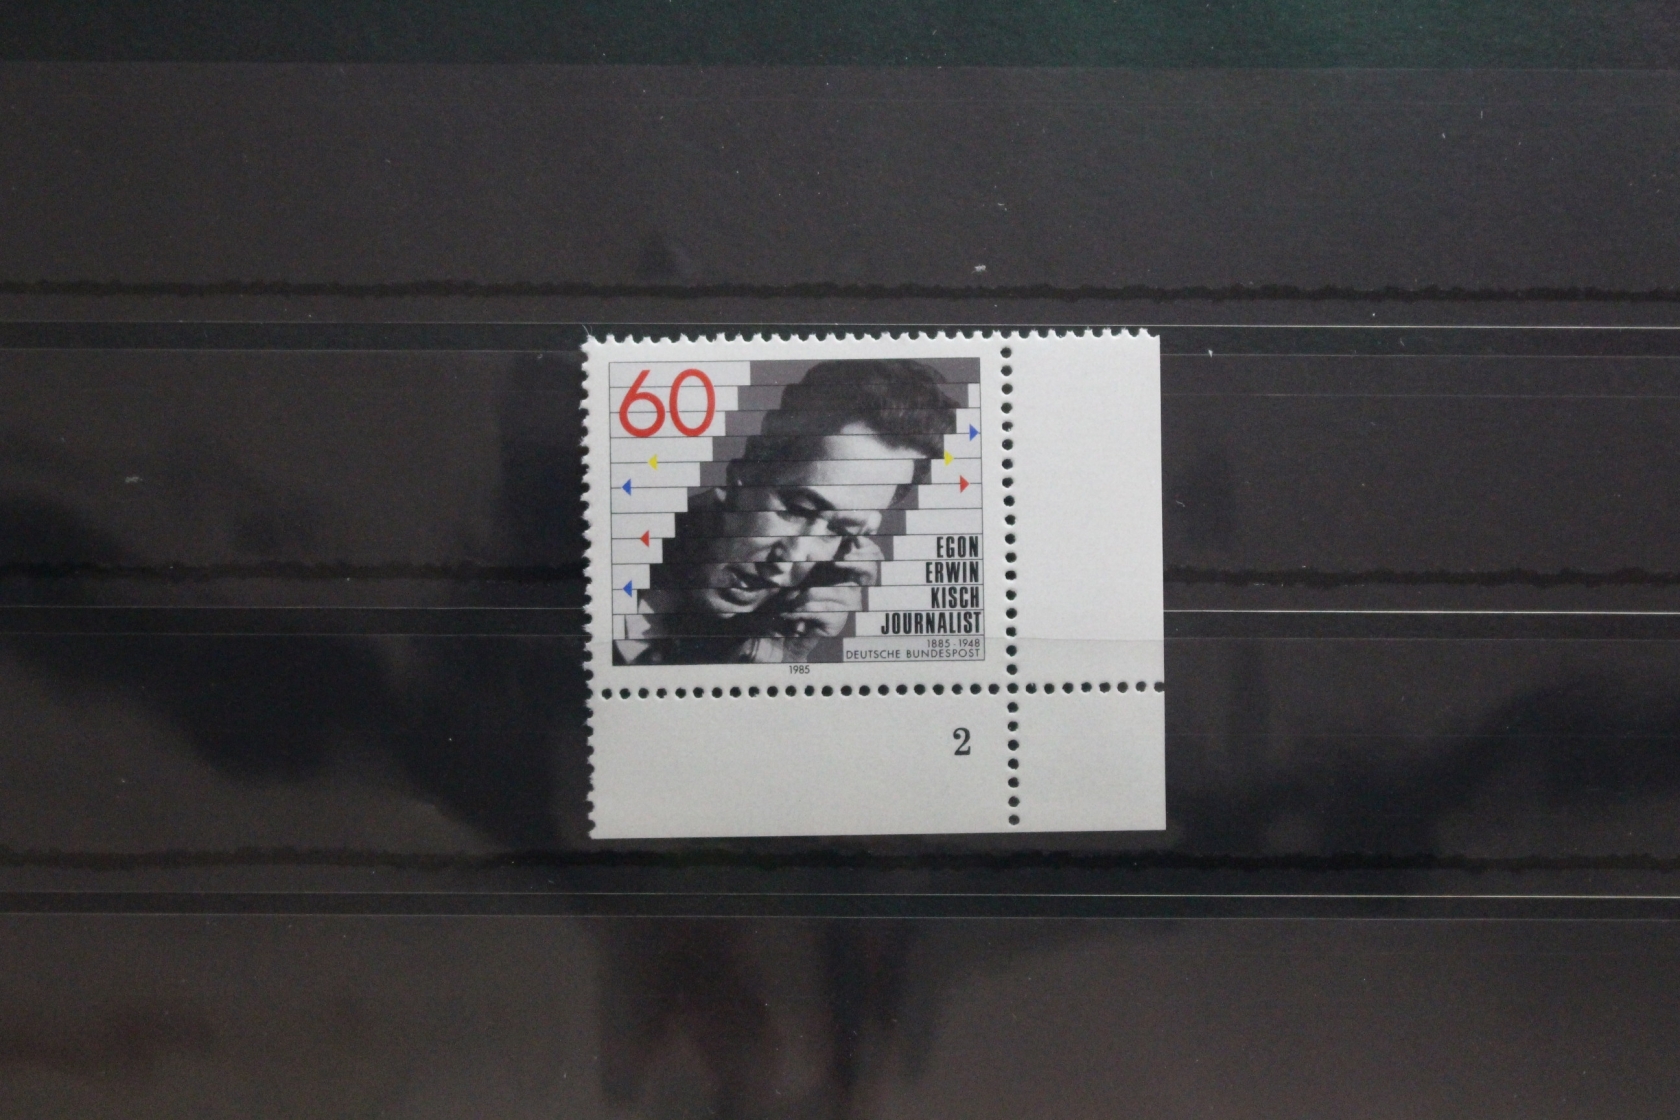 60
EGON
ERWIN
KISCH
JOURNALIST
1885-1948
DEUTSCHE BUNDESPOST
1985
2